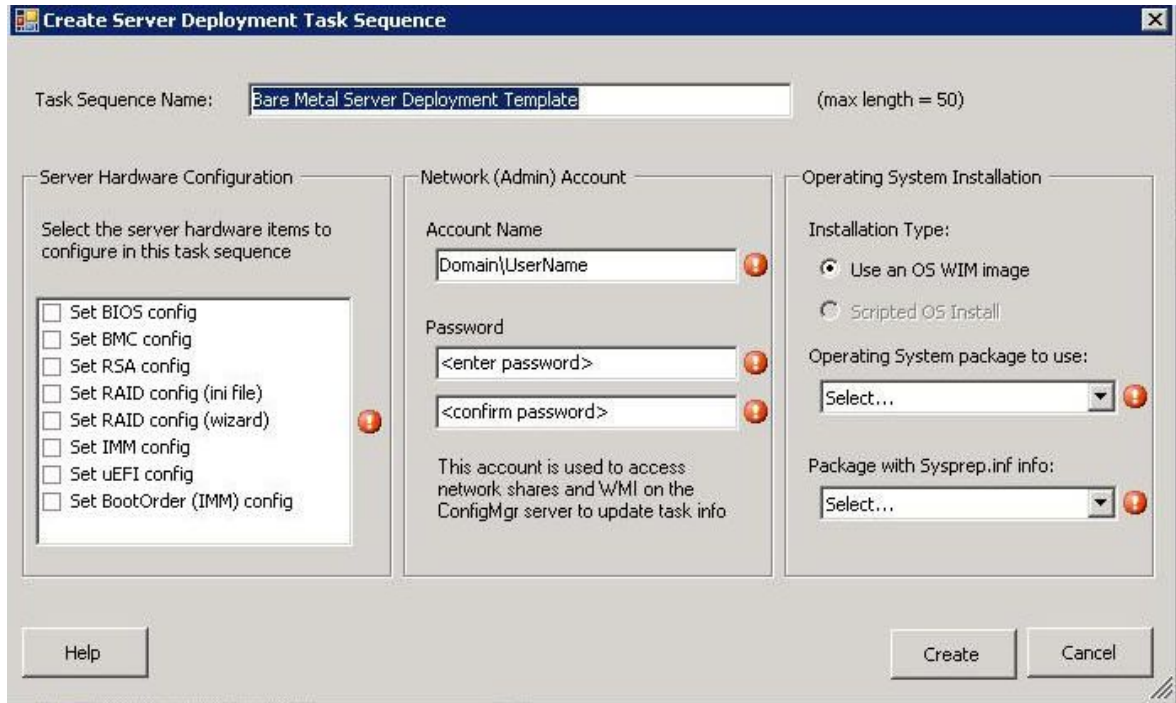 Create Server Deployment Task Sequence
Task Sequence Name: Bare Metal Server Deployment Template (max length = 50)
Server Hardware Configuration
Select the server hardware items to
configure in this task sequence
Set BIOS config
Set BMC config
Set RSA config
Set RAID config (ini file)
Set RAID config (wizard)
Set IMM config
Set uEFI config
Set BootOrder (IMM) config
Network (Admin) Account
Account Name
Domain\UserName
Password
<enter password>
<confirm password>
This account is used to access
network shares and WMI on the
ConfigMgr server to update task info
Operating System Installation
Installation Type:
Use an OS WIM image
Scripted OS Install
Operating System package to use:
Select...
Package with Sysprep.inf info:
Select...
Help
Create
Cancel